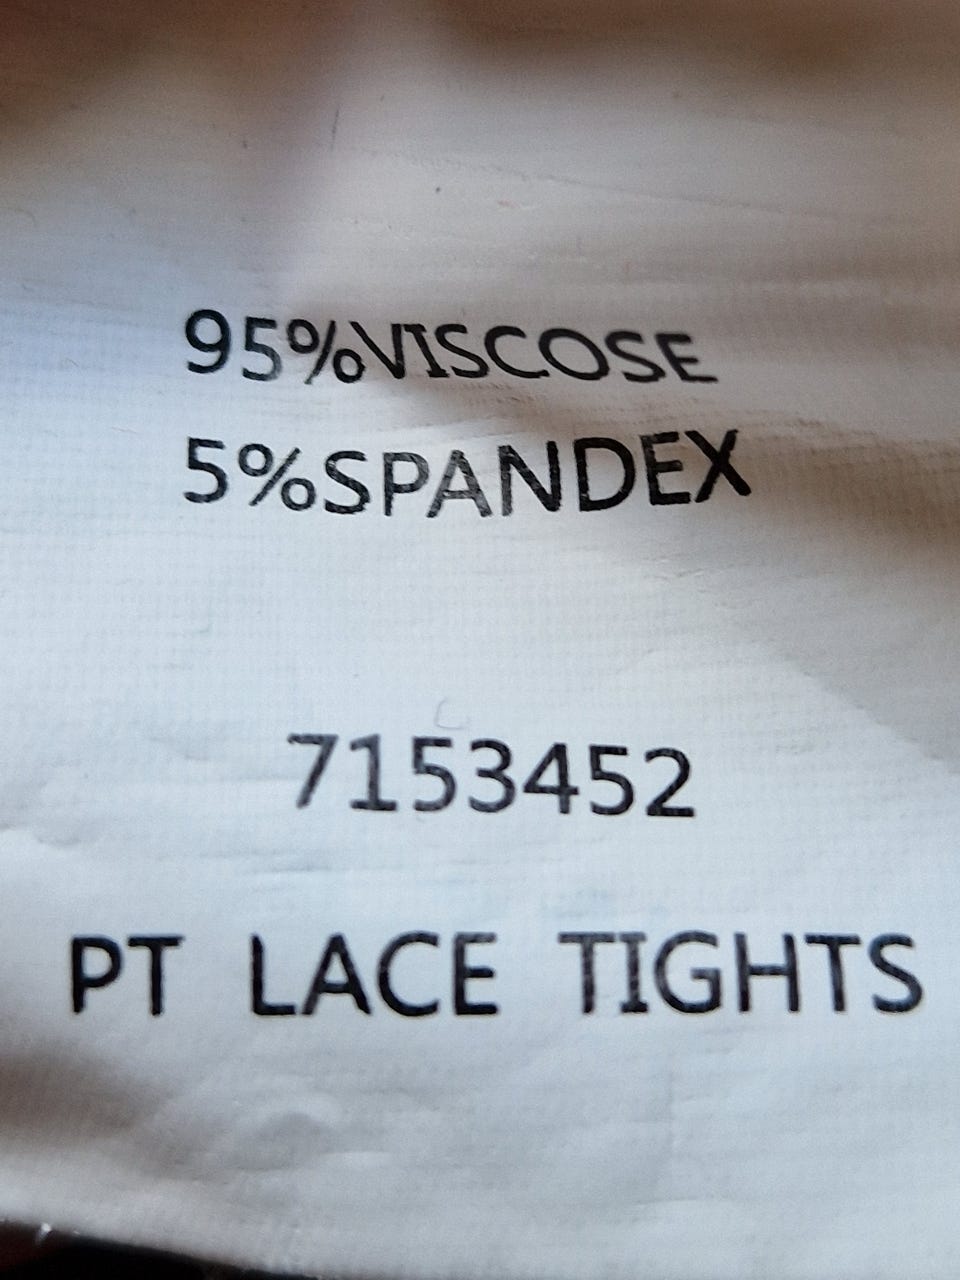 95%VISCOSE
5%SPANDEX
7153452
PT LACE TIGHTS